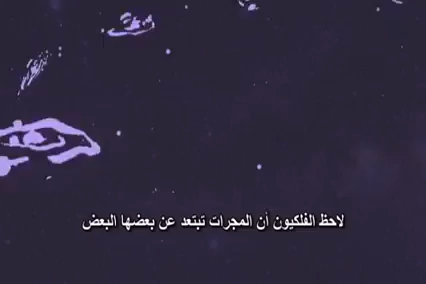 لاحظ الفلكيون أن المجرات تبتعد عن بعضها البعض